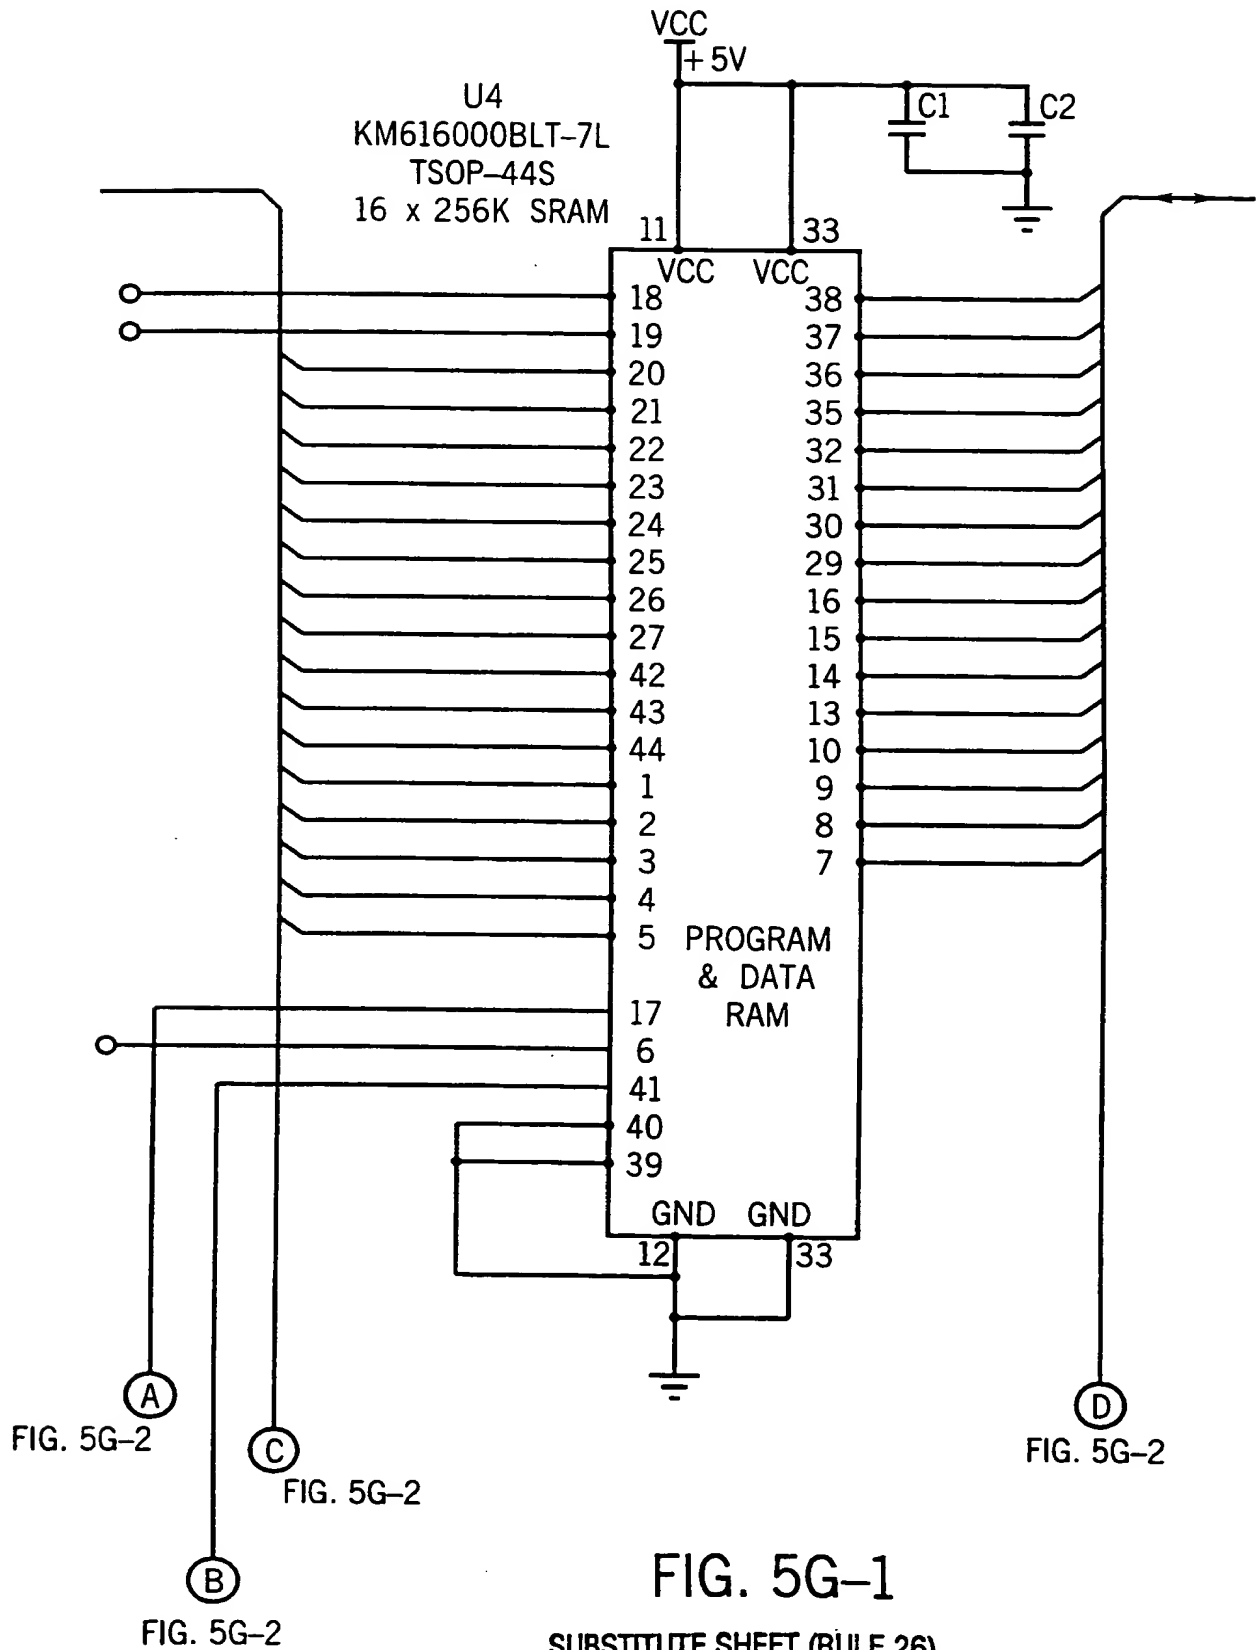 VCC
+5V
U4
KM616000BLT-7L
TSOP-44S
16 x 256K SRAM
C1 C2
11 33
VCC VCC
18 38
19 37
20 36
21 35
22 32
23 31
24 30
25 29
26 16
27 15
42 14
43 13
44 10
1 9
2 8
3 7
4
5
PROGRAM
& DATA
RAM
17
6
41
40
39
GND GND
12 33
A
FIG. 5G-2
C
FIG. 5G-2
D
FIG. 5G-2
B
FIG. 5G-2
FIG. 5G-1
SUBSTITUTE SHEET (RULE 26)